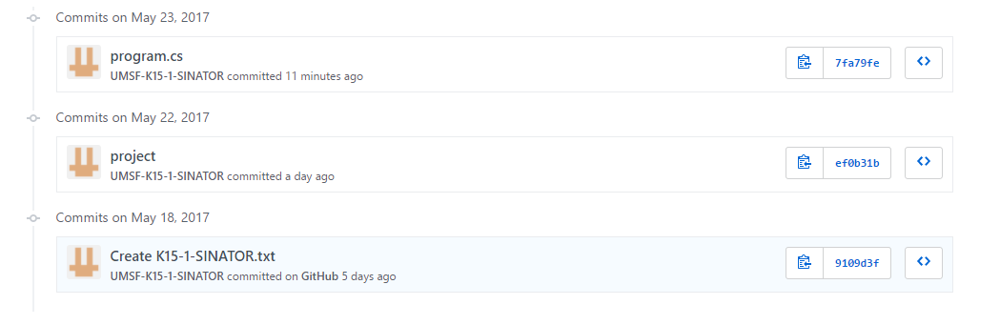 Commits on May 23, 2017
program.cs
7fa79fe
UMSF-K15-1-SINATOR committed 11 minutes ago
Commits on May 22, 2017
project
ef0b31b
UMSF-K15-1-SINATOR committed a day ago
Commits on May 18, 2017
Create K15-1-SINATOR.txt
9109d3f
UMSF-K15-1-SINATOR committed on GitHub 5 days ago